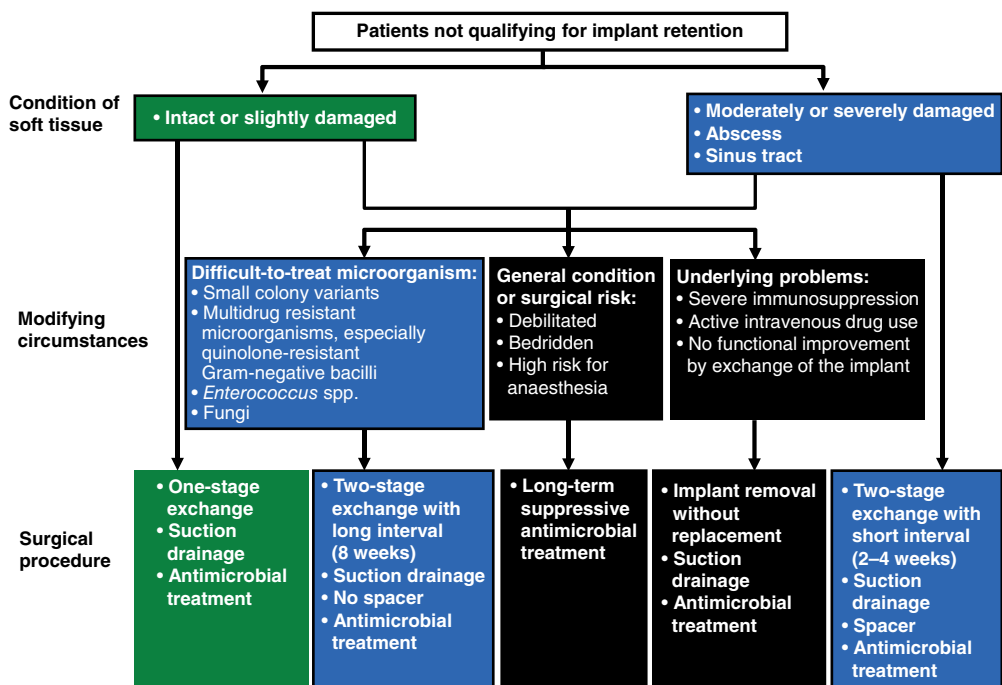 Patients not qualifying for implant retention
Condition of
soft tissue
• Intact or slightly damaged
• Moderately or severely damaged
• Abscess
• Sinus tract
Modifying
circumstances
Difficult-to-treat microorganism:
• Small colony variants
• Multidrug resistant
microorganisms, especially
quinolone-resistant
Gram-negative bacilli
• Enterococcus spp.
• Fungi
General condition
or surgical risk:
• Debilitated
• Bedridden
• High risk for
anaesthesia
Underlying problems:
• Severe immunosuppression
• Active intravenous drug use
• No functional improvement
by exchange of the implant
Surgical
procedure
• One-stage
exchange
• Suction
drainage
• Antimicrobial
treatment
• Two-stage
exchange with
long interval
(8 weeks)
• Suction drainage
• No spacer
• Antimicrobial
treatment
• Long-term
suppressive
antimicrobial
treatment
• Implant removal
without
replacement
• Suction
drainage
• Antimicrobial
treatment
• Two-stage
exchange with
short interval
(2–4 weeks)
• Suction
drainage
• Spacer
• Antimicrobial
treatment